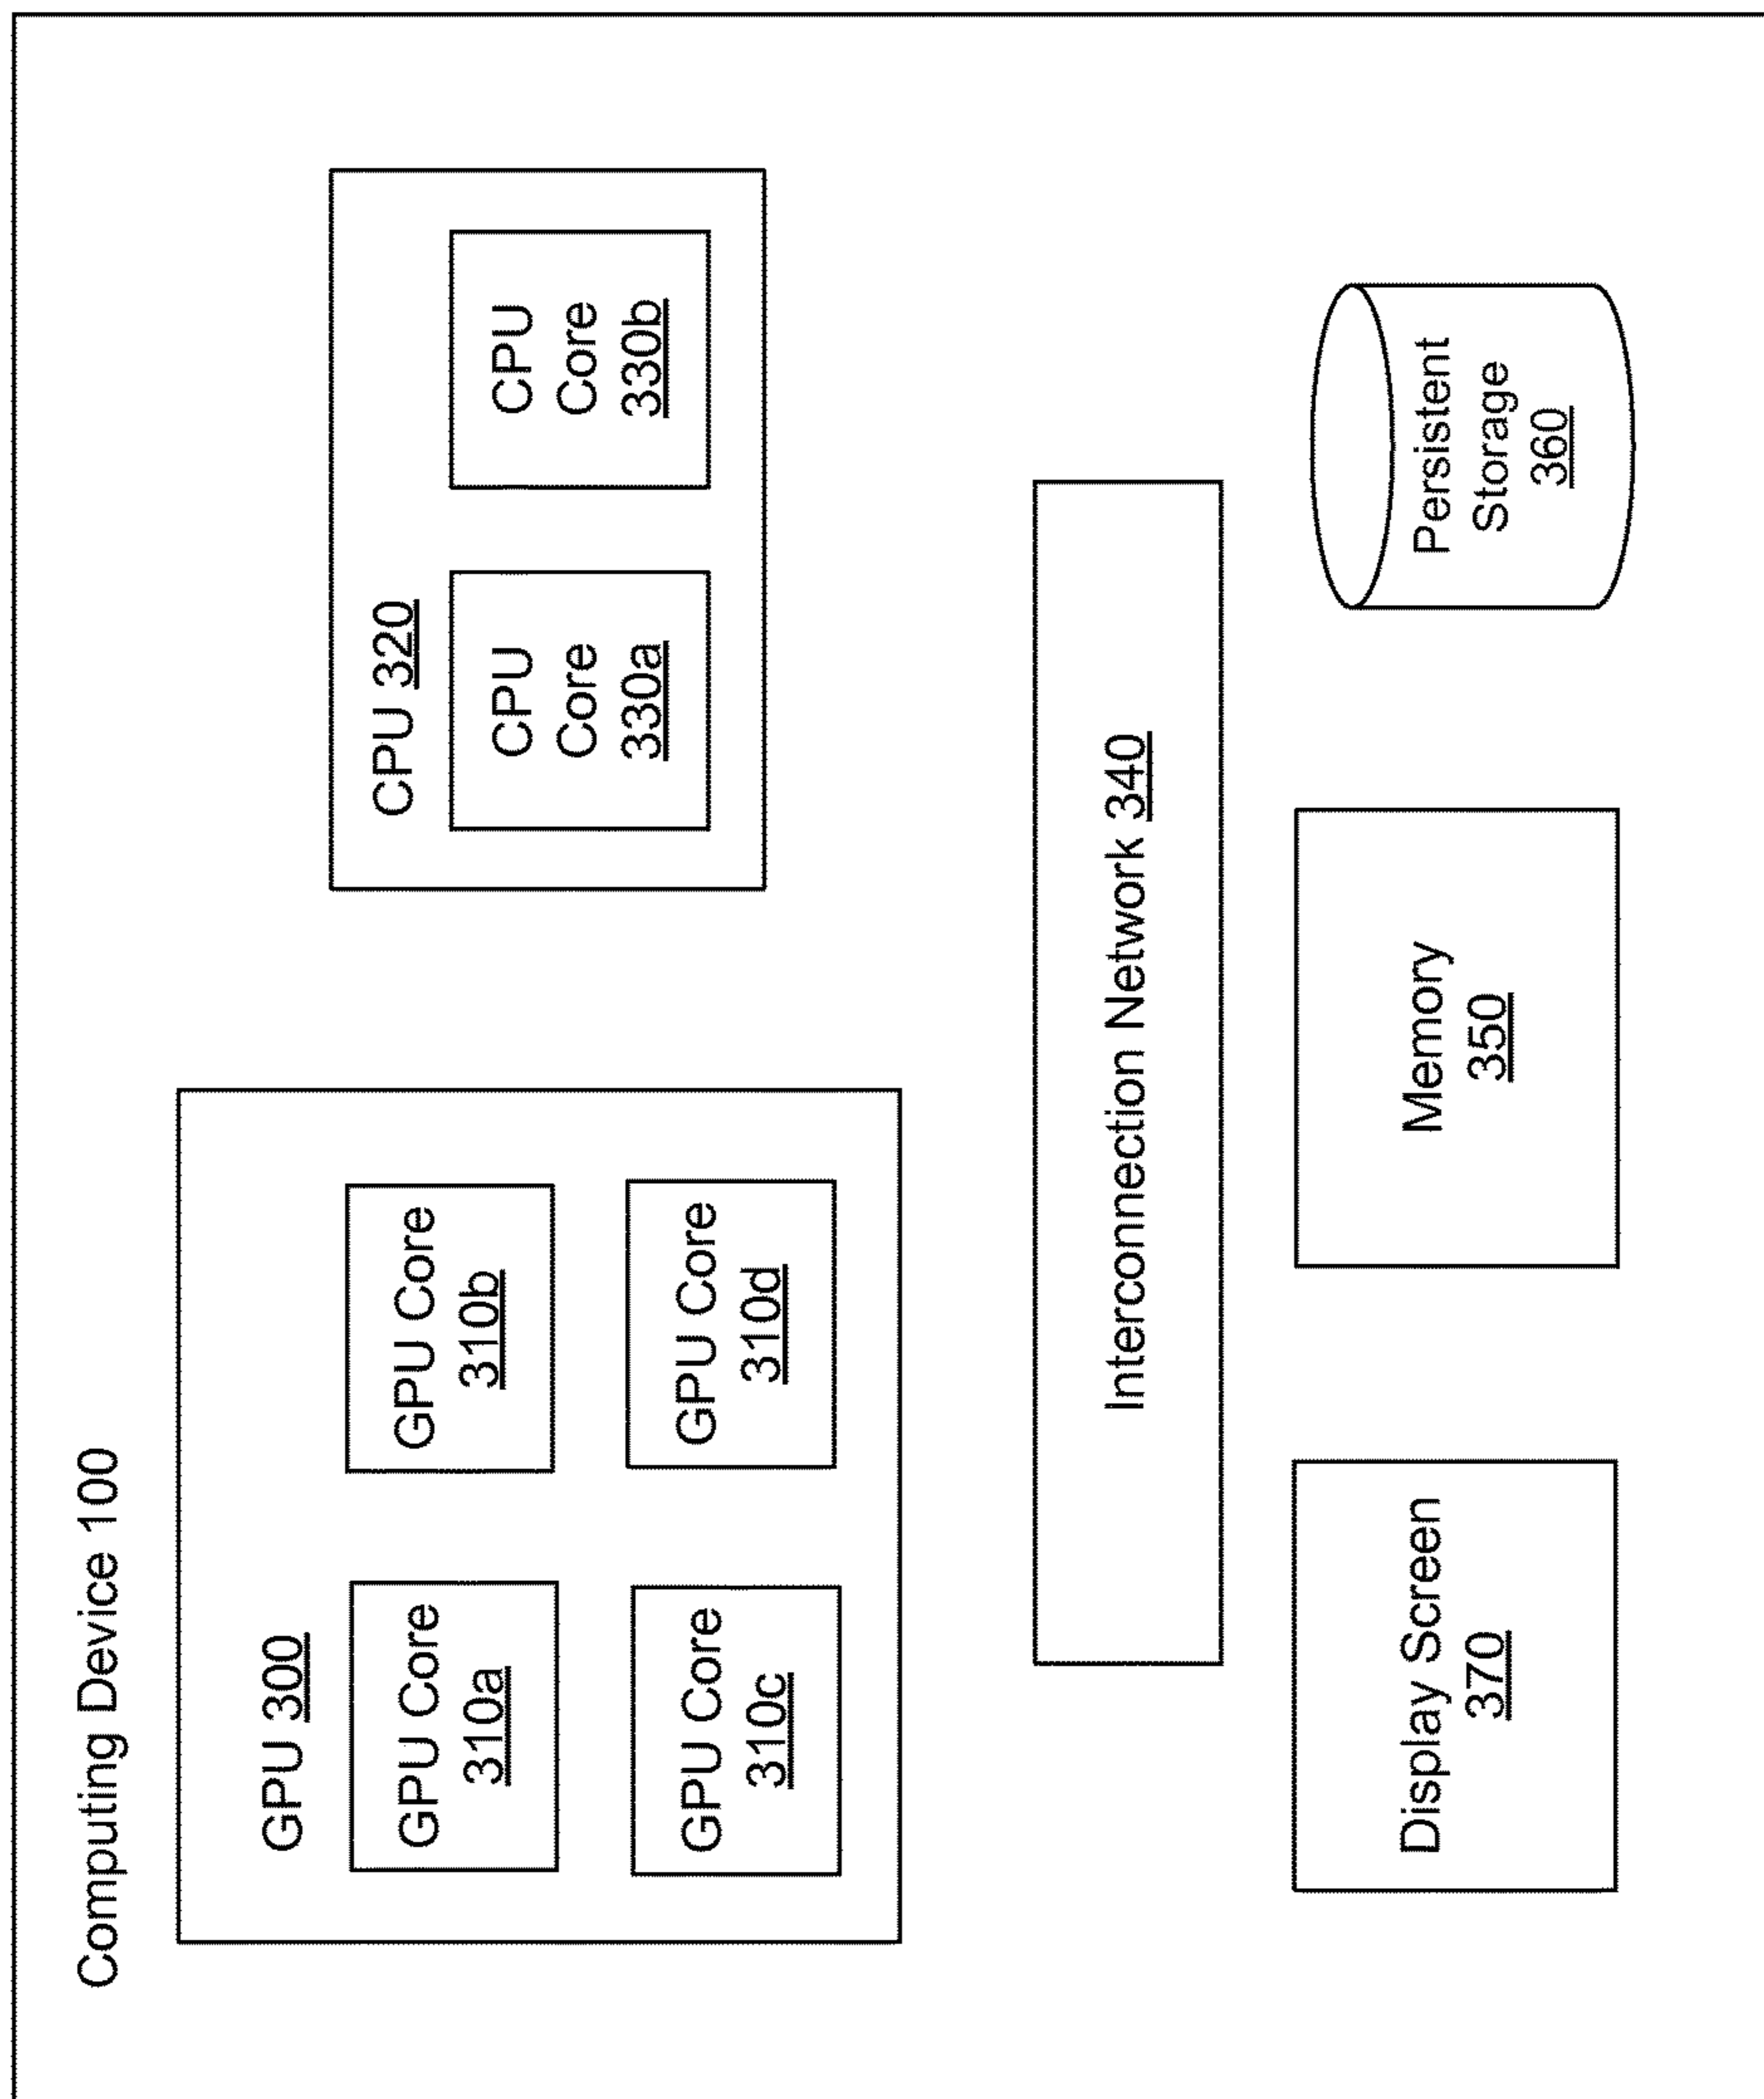 Computing Device 100
GPU 300
GPU Core
310a
GPU Core
310b
GPU Core
310c
GPU Core
310d
CPU 320
CPU
Core
330a
CPU
Core
330b
Interconnection Network 340
Display Screen
370
Memory
350
Persistent
Storage
360